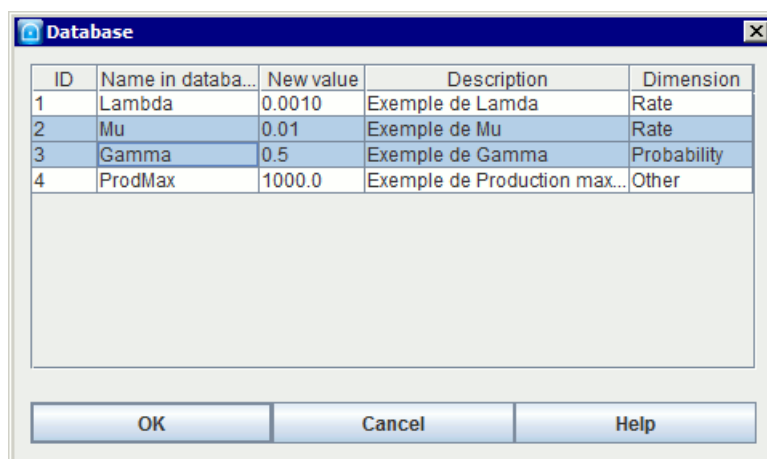 Database
ID Name in databa... New value Description Dimension
1 Lambda 0.0010 Exemple de Lamda Rate
2 Mu 0.01 Exemple de Mu Rate
3 Gamma 0.5 Exemple de Gamma Probability
4 ProdMax 1000.0 Exemple de Production max... Other
OK Cancel Help